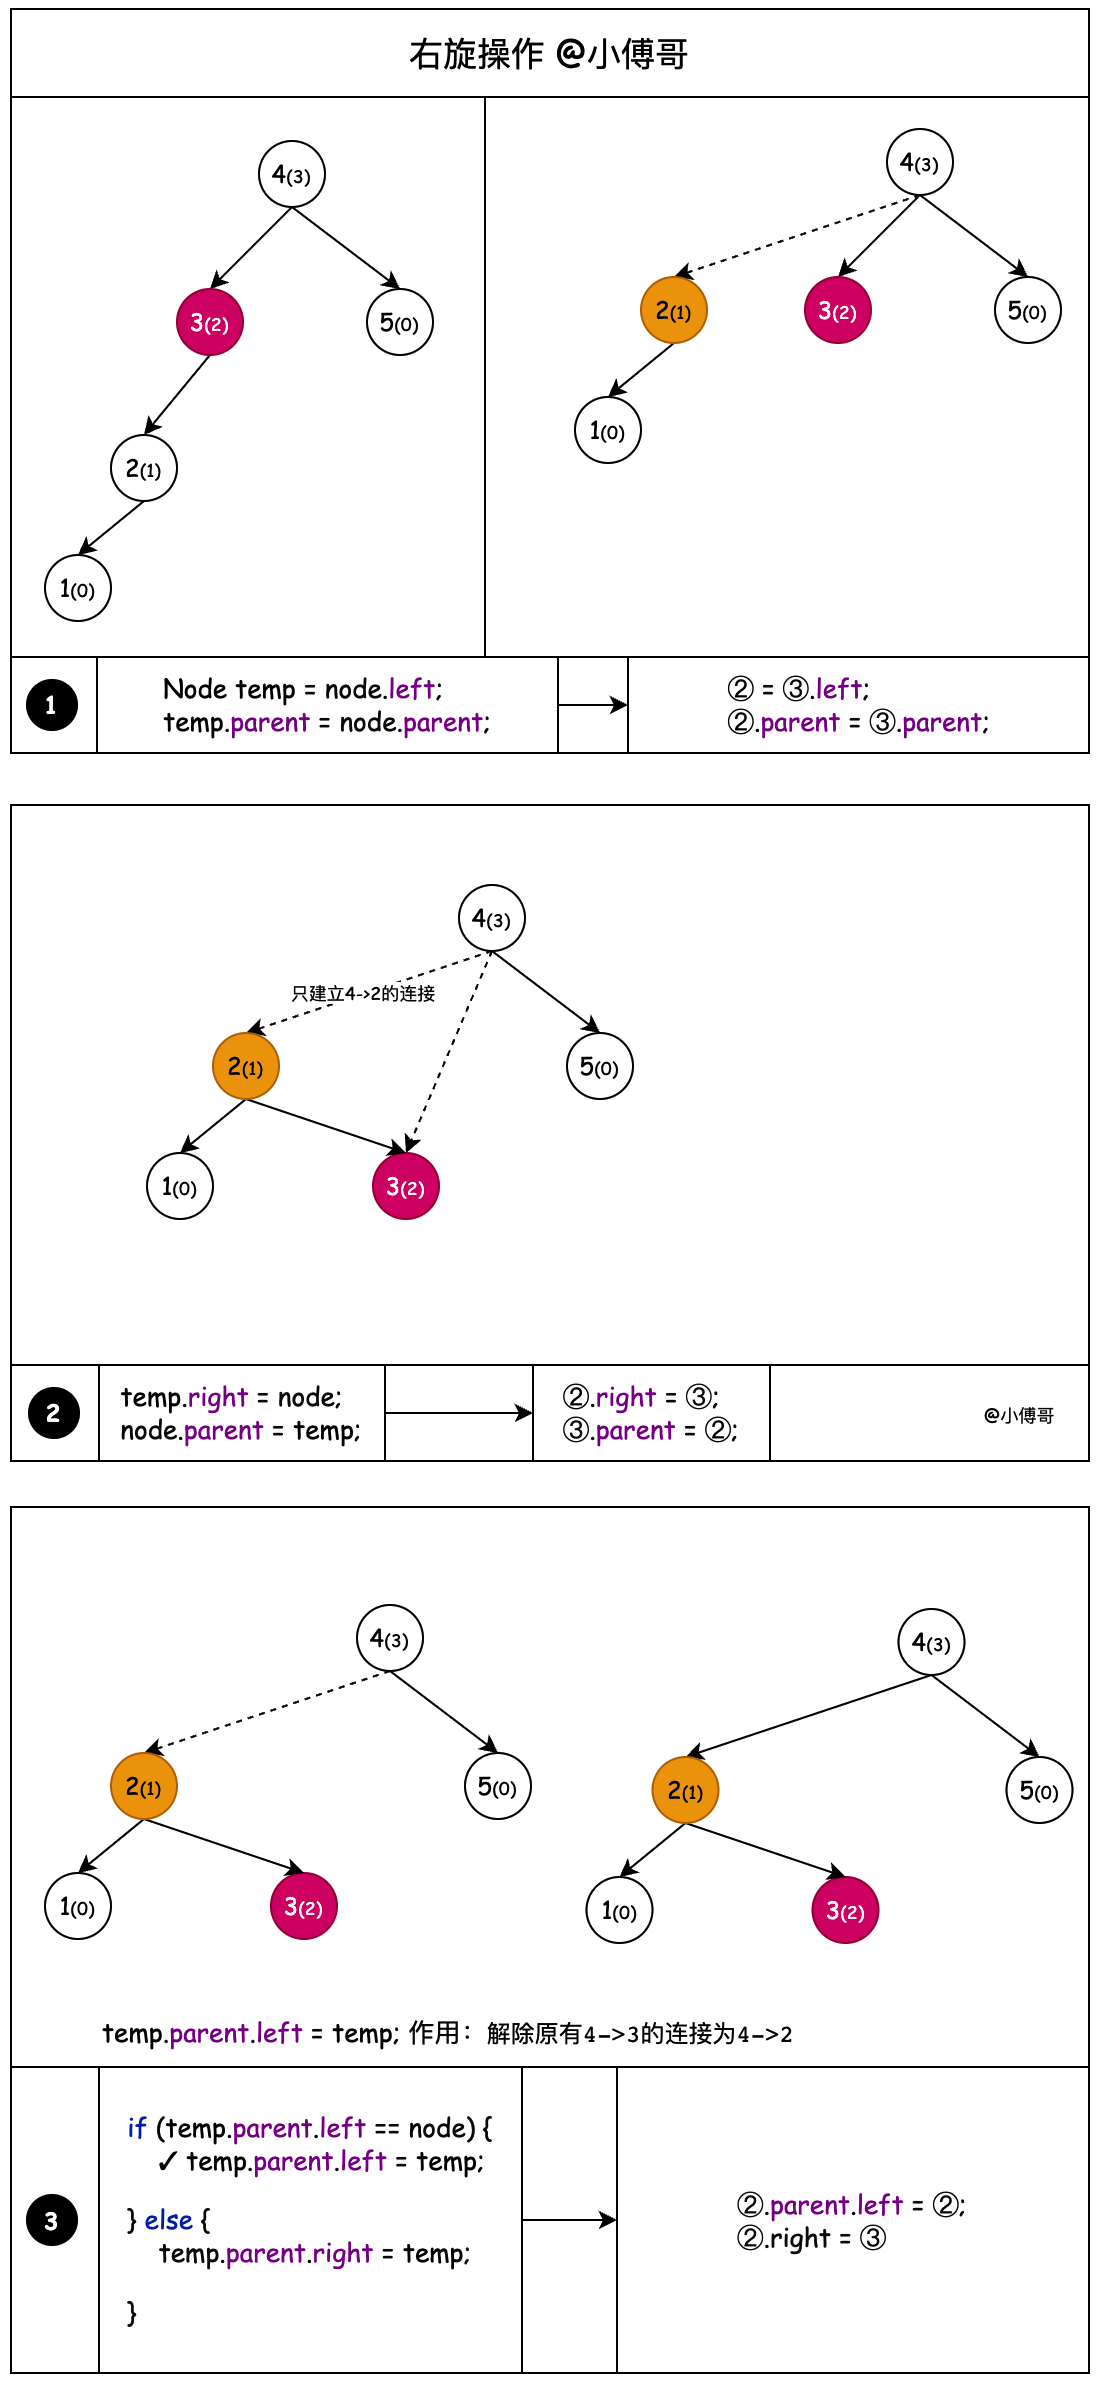 右旋操作 @小傅哥
4(3)
3(2)
5(0)
2(1)
1(0)
4(3)
2(1)
3(2)
5(0)
1(0)
1
Node temp = node.left;
temp.parent = node.parent;
② = ③.left;
②.parent = ③.parent;
4(3)
只建立4->2的连接
2(1)
5(0)
1(0)
3(2)
2
temp.right = node;
node.parent = temp;
②.right = ③;
③.parent = ②;
@小傅哥
4(3)
2(1)
5(0)
1(0)
3(2)
4(3)
2(1)
5(0)
1(0)
3(2)
temp.parent.left = temp; 作用：解除原有4->3的连接为4->2
3
if (temp.parent.left == node) {
✓ temp.parent.left = temp;
} else {
temp.parent.right = temp;
}
②.parent.left = ②;
②.right = ③